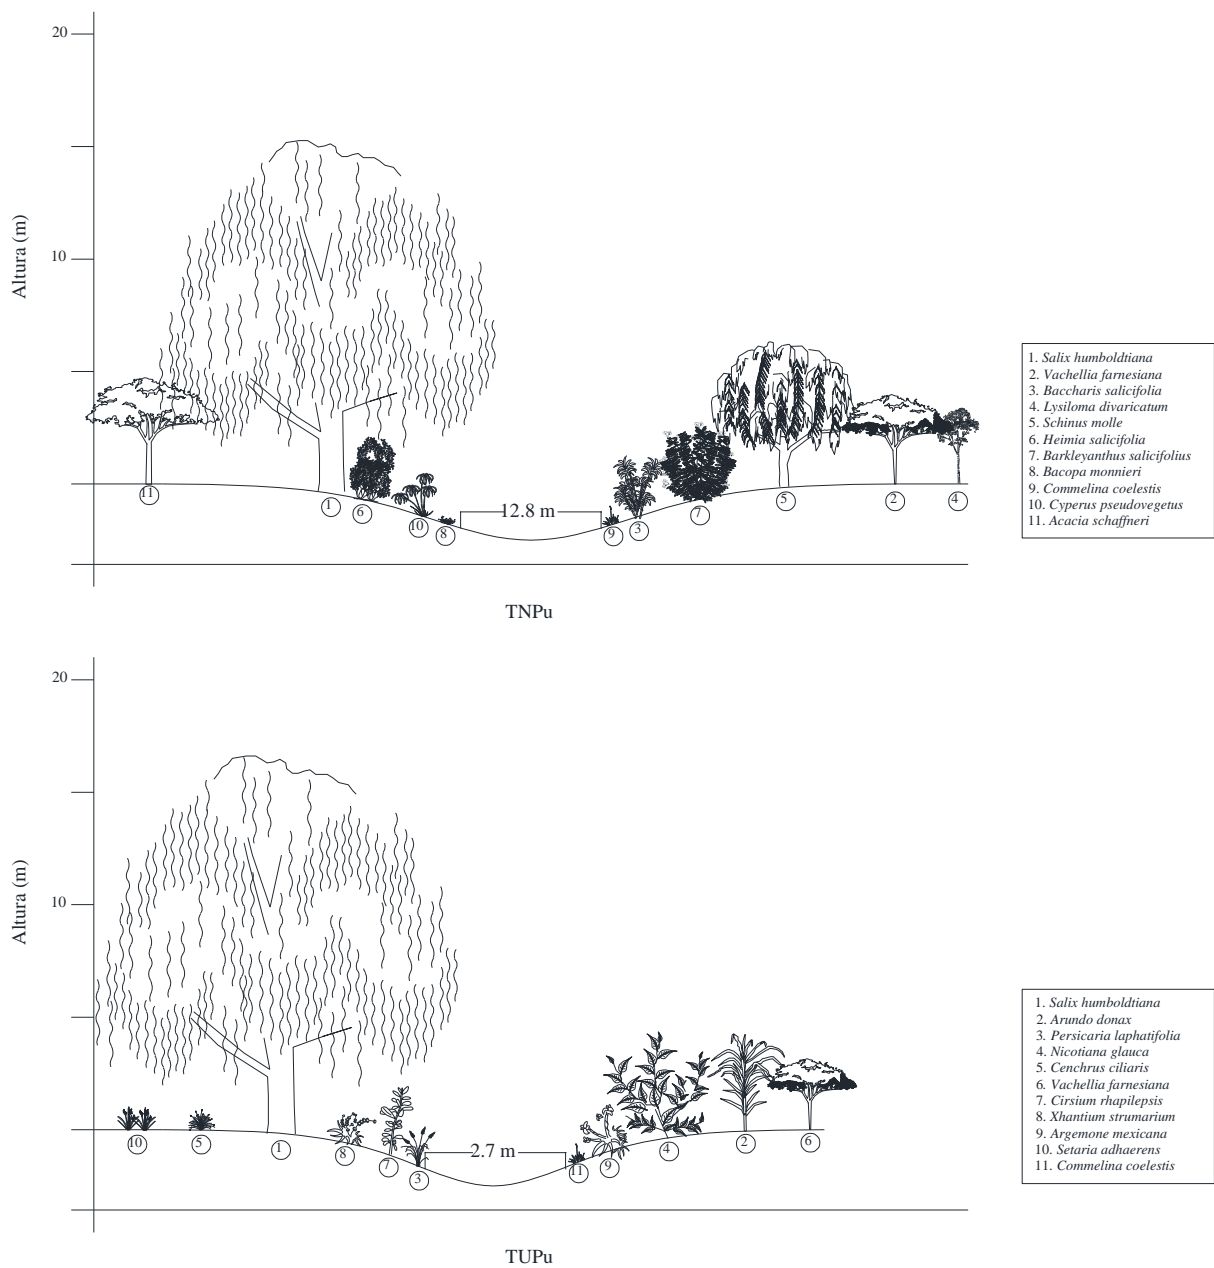 20
10
Altura (m)
11
1
6
10
8
12.8 m
9
3
7
5
2
4
1. Salix humboldtiana
2. Vachellia farnesiana
3. Baccharis salicifolia
4. Lysiloma divaricatum
5. Schinus molle
6. Heimia salicifolia
7. Barkleyanthus salicifolius
8. Bacopa monnieri
9. Commelina coelestis
10. Cyperus pseudovegetus
11. Acacia schaffneri
TNPu
20
10
Altura (m)
10
5
1
8
7
3
2.7 m
11
9
4
2
6
1. Salix humboldtiana
2. Arundo donax
3. Persicaria laphatifolia
4. Nicotiana glauca
5. Cenchrus ciliaris
6. Vachellia farnesiana
7. Cirsium rhapilepsis
8. Xhantium strumarium
9. Argemone mexicana
10. Setaria adhaerens
11. Commelina coelestis
TUPu